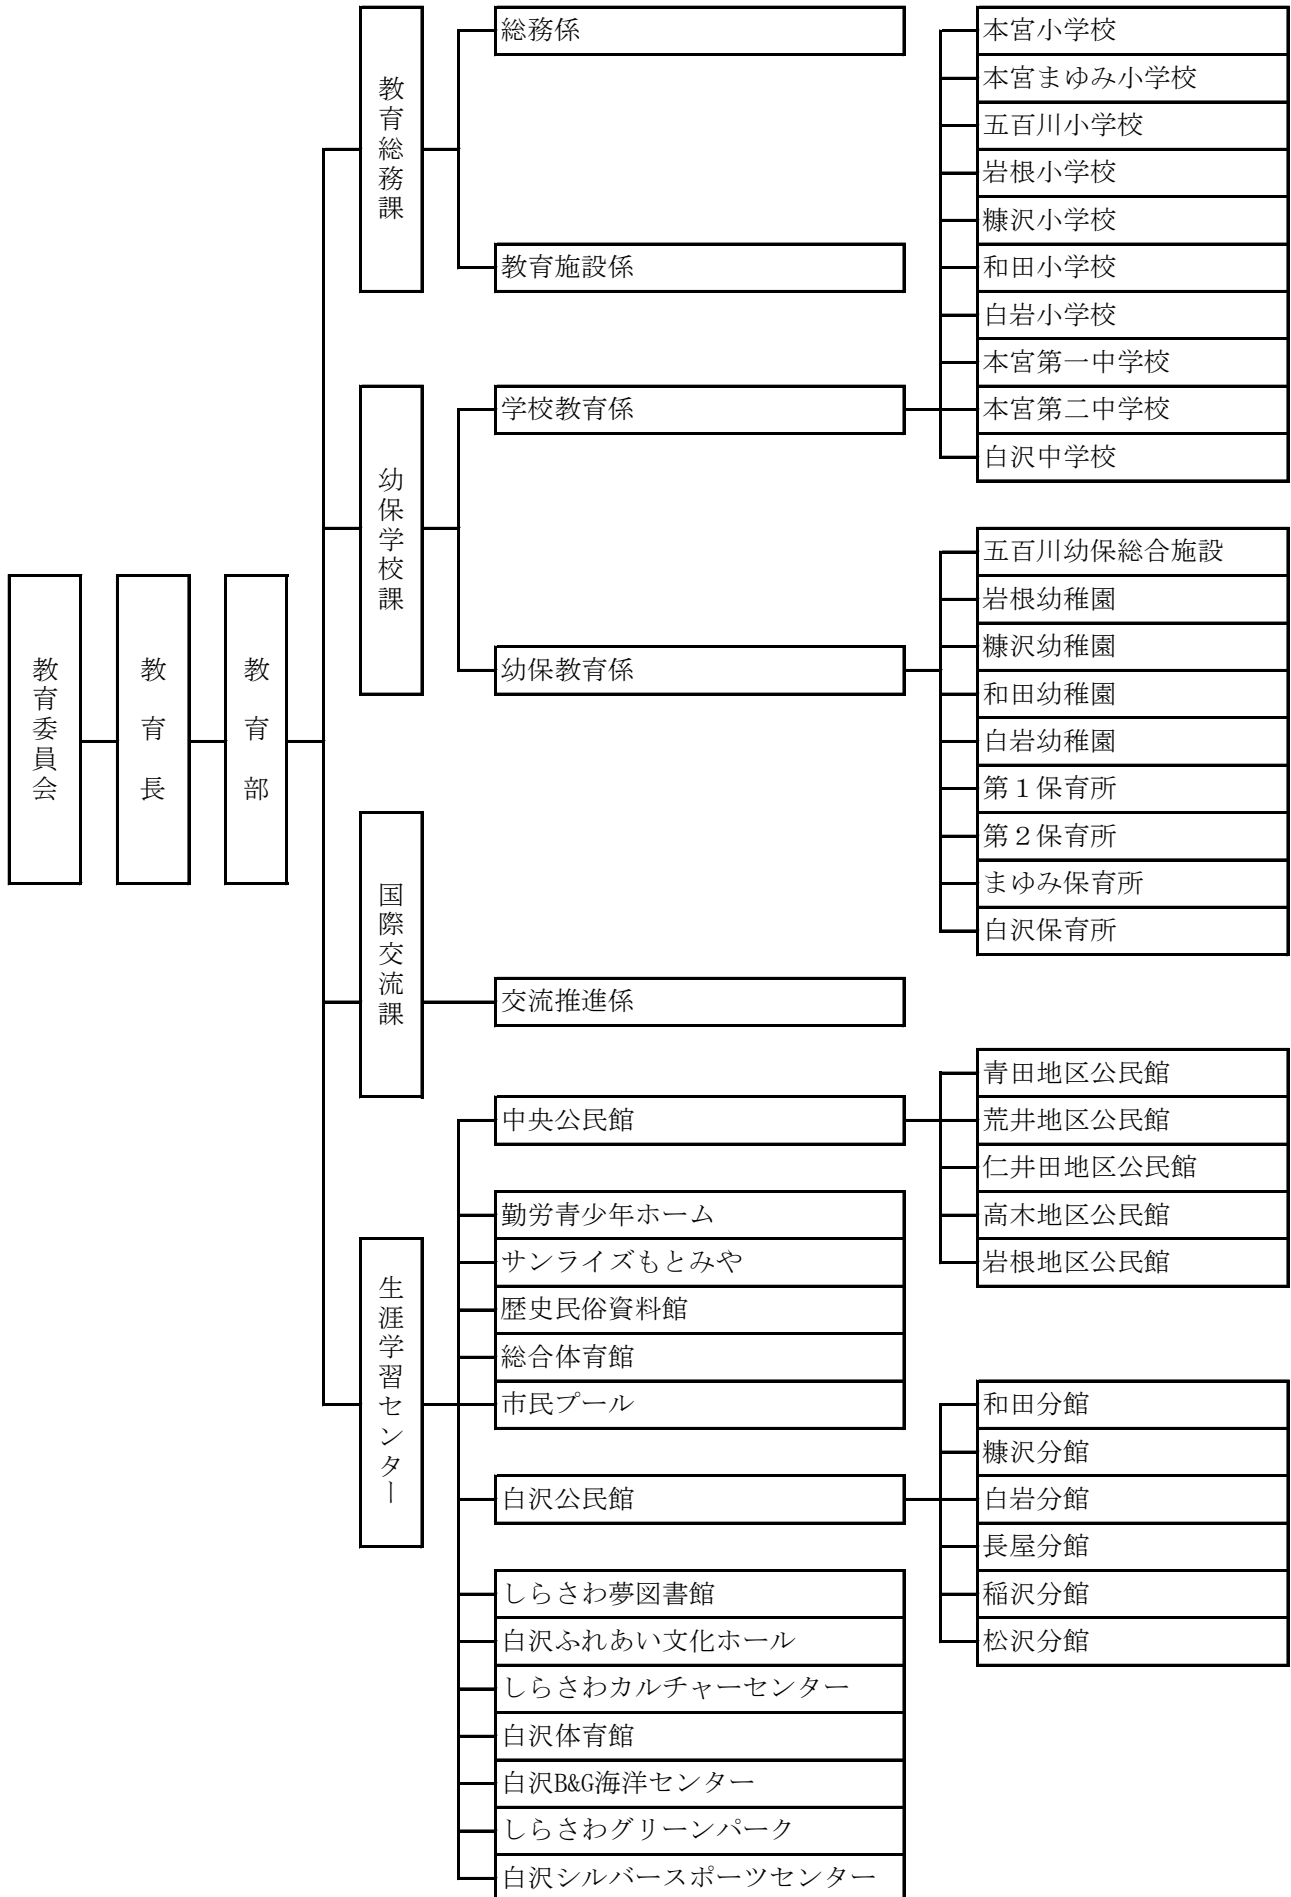 教育委員会
教育長
教育部
教育総務課
総務係
教育施設係
幼保学校課
学校教育係
本宮小学校
本宮まゆみ小学校
五百川小学校
岩根小学校
糠沢小学校
和田小学校
白岩小学校
本宮第一中学校
本宮第二中学校
白沢中学校
幼保教育係
五百川幼保総合施設
岩根幼稚園
糠沢幼稚園
和田幼稚園
白岩幼稚園
第１保育所
第２保育所
まゆみ保育所
白沢保育所
国際交流課
交流推進係
生涯学習センター
中央公民館
青田地区公民館
荒井地区公民館
仁井田地区公民館
高木地区公民館
岩根地区公民館
勤労青少年ホーム
サンライズもとみや
歴史民俗資料館
総合体育館
市民プール
白沢公民館
和田分館
糠沢分館
白岩分館
長屋分館
稲沢分館
松沢分館
しらさわ夢図書館
白沢ふれあい文化ホール
しらさわカルチャーセンター
白沢体育館
白沢B&G海洋センター
しらさわグリーンパーク
白沢シルバースポーツセンター